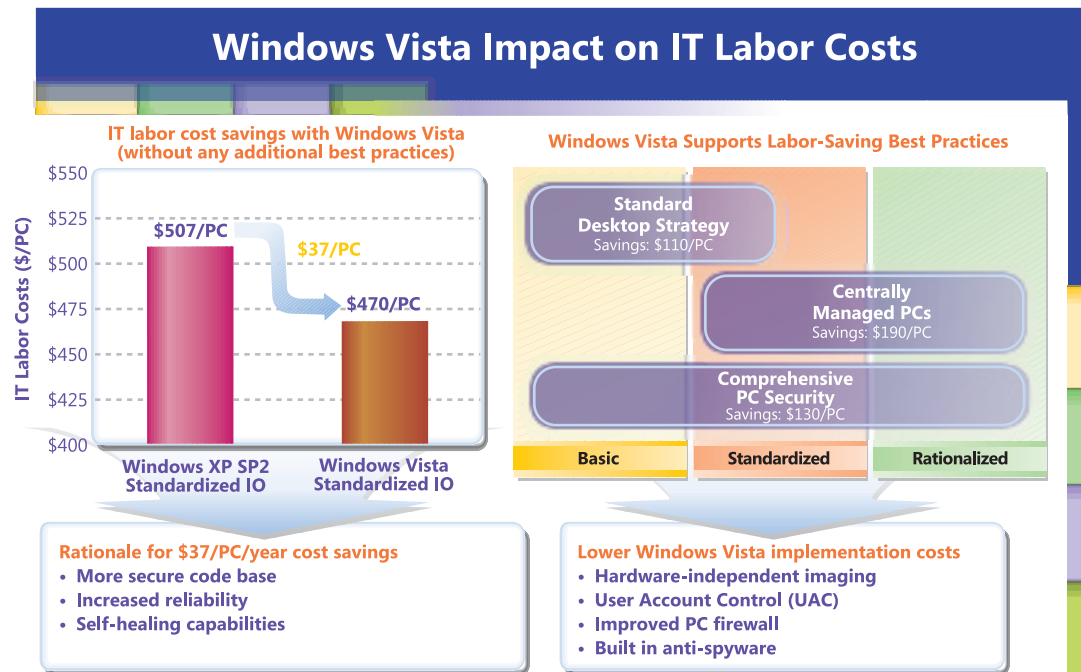 Windows Vista Impact on IT Labor Costs
IT labor cost savings with Windows Vista
(without any additional best practices)
IT Labor Costs ($/PC)
$550
$525
$500
$475
$450
$425
$400
$507/PC
$37/PC
$470/PC
Windows XP SP2
Standardized IO
Windows Vista
Standardized IO
Windows Vista Supports Labor-Saving Best Practices
Standard
Desktop Strategy
Savings: $110/PC
Centrally
Managed PCs
Savings: $190/PC
Comprehensive
PC Security
Savings: $130/PC
Basic
Standardized
Rationalized
Rationale for $37/PC/year cost savings
• More secure code base
• Increased reliability
• Self-healing capabilities
Lower Windows Vista implementation costs
• Hardware-independent imaging
• User Account Control (UAC)
• Improved PC firewall
• Built in anti-spyware